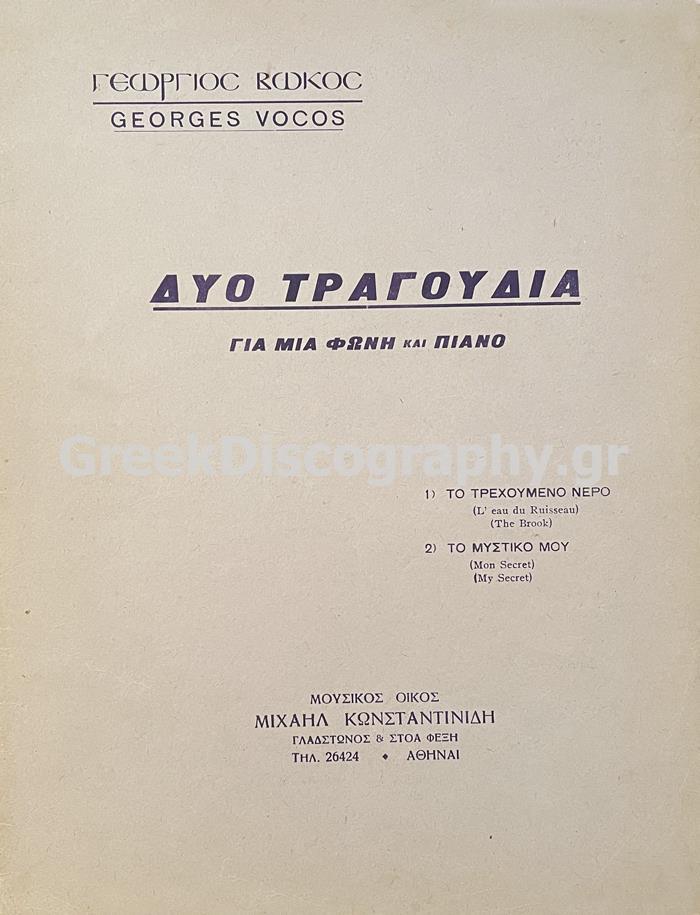 ΓΕΩΡΓΙΟΣ ΒΩΚΟΣ
GEORGES VOCOS
ΔΥΟ ΤΡΑΓΟΥΔΙΑ
ΓΙΑ ΜΙΑ ΦΩΝΗ ΚΑΙ ΠΙΑΝΟ
GreekDiscography.gr
1) ΤΟ ΤΡΕΧΟΥΜΕΝΟ ΝΕΡΟ
(L' eau du Ruisseau)
(The Brook)
2) ΤΟ ΜΥΣΤΙΚΟ ΜΟΥ
(Mon Secret)
(My Secret)
ΜΟΥΣΙΚΟΣ ΟΙΚΟΣ
ΜΙΧΑΗΛ ΚΩΝΣΤΑΝΤΙΝΙΔΗ
ΓΛΑΔΣΤΩΝΟΣ & ΣΤΟΑ ΦΕΞΗ
ΤΗΛ. 26424 ♦ ΑΘΗΝΑΙ